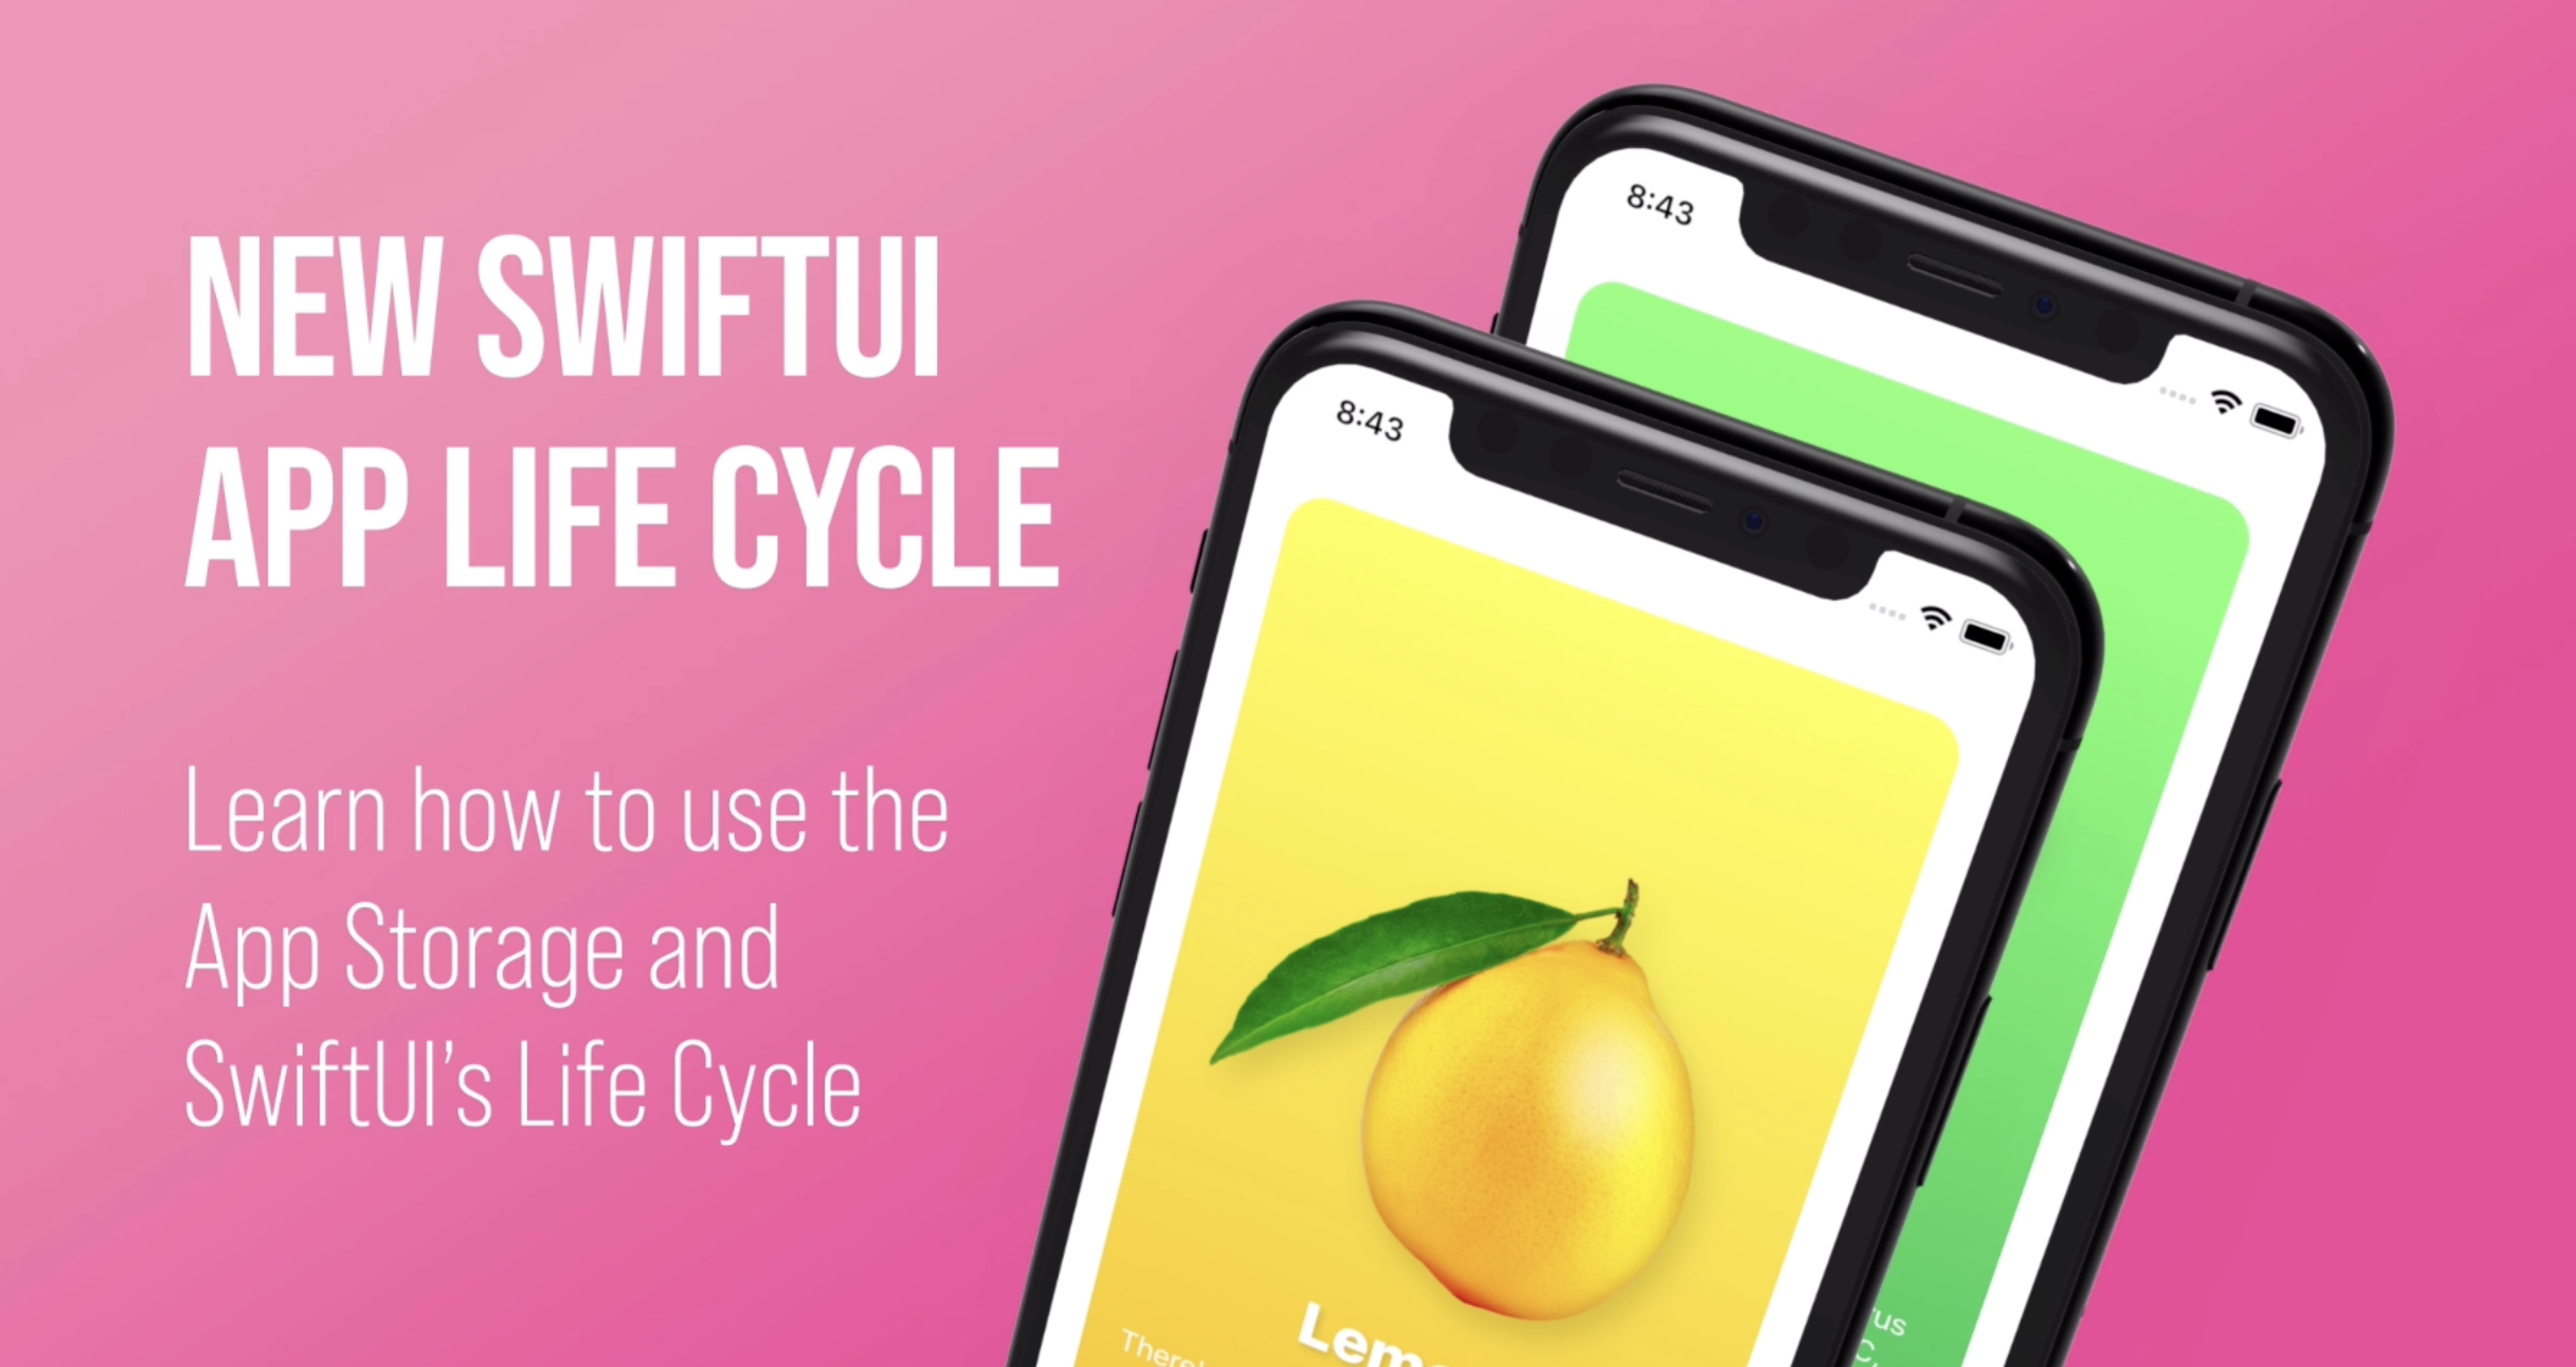 NEW SWIFTUI
APP LIFE CYCLE
Learn how to use the
App Storage and
SwiftUI's Life Cycle
8:43
8:43